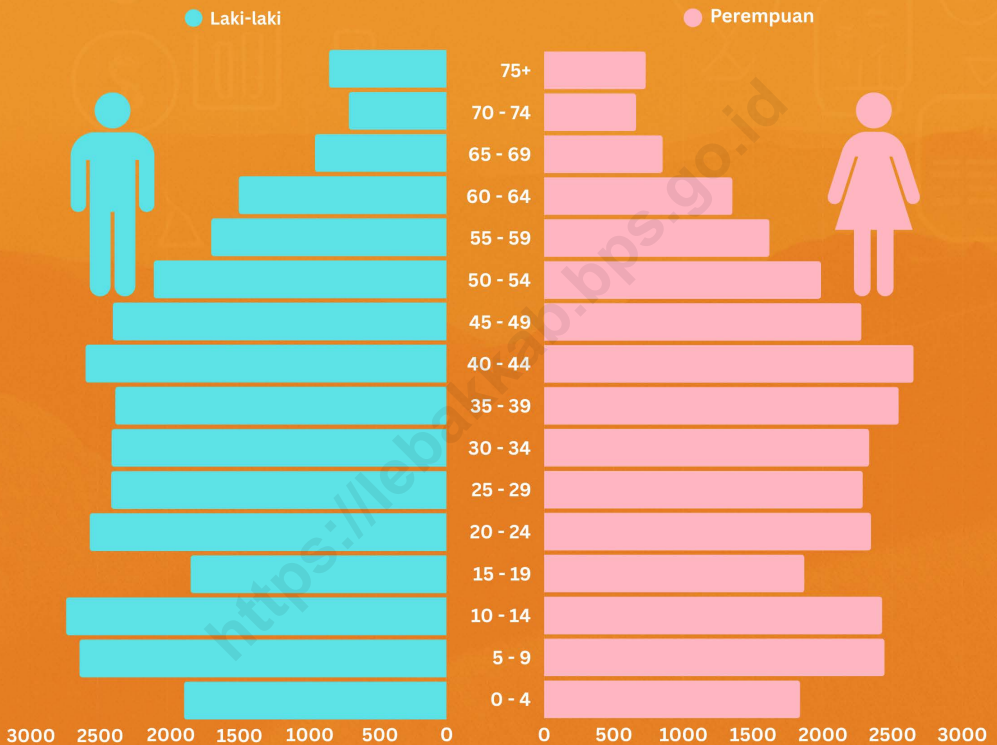 Laki-laki
Perempuan
75+
70 - 74
65 - 69
60 - 64
55 - 59
50 - 54
45 - 49
40 - 44
35 - 39
30 - 34
25 - 29
20 - 24
15 - 19
10 - 14
5 - 9
0 - 4
3000 2500 2000 1500 1000 500 0
0 500 1000 1500 2000 2500 3000
https://lebakkab.bps.go.id